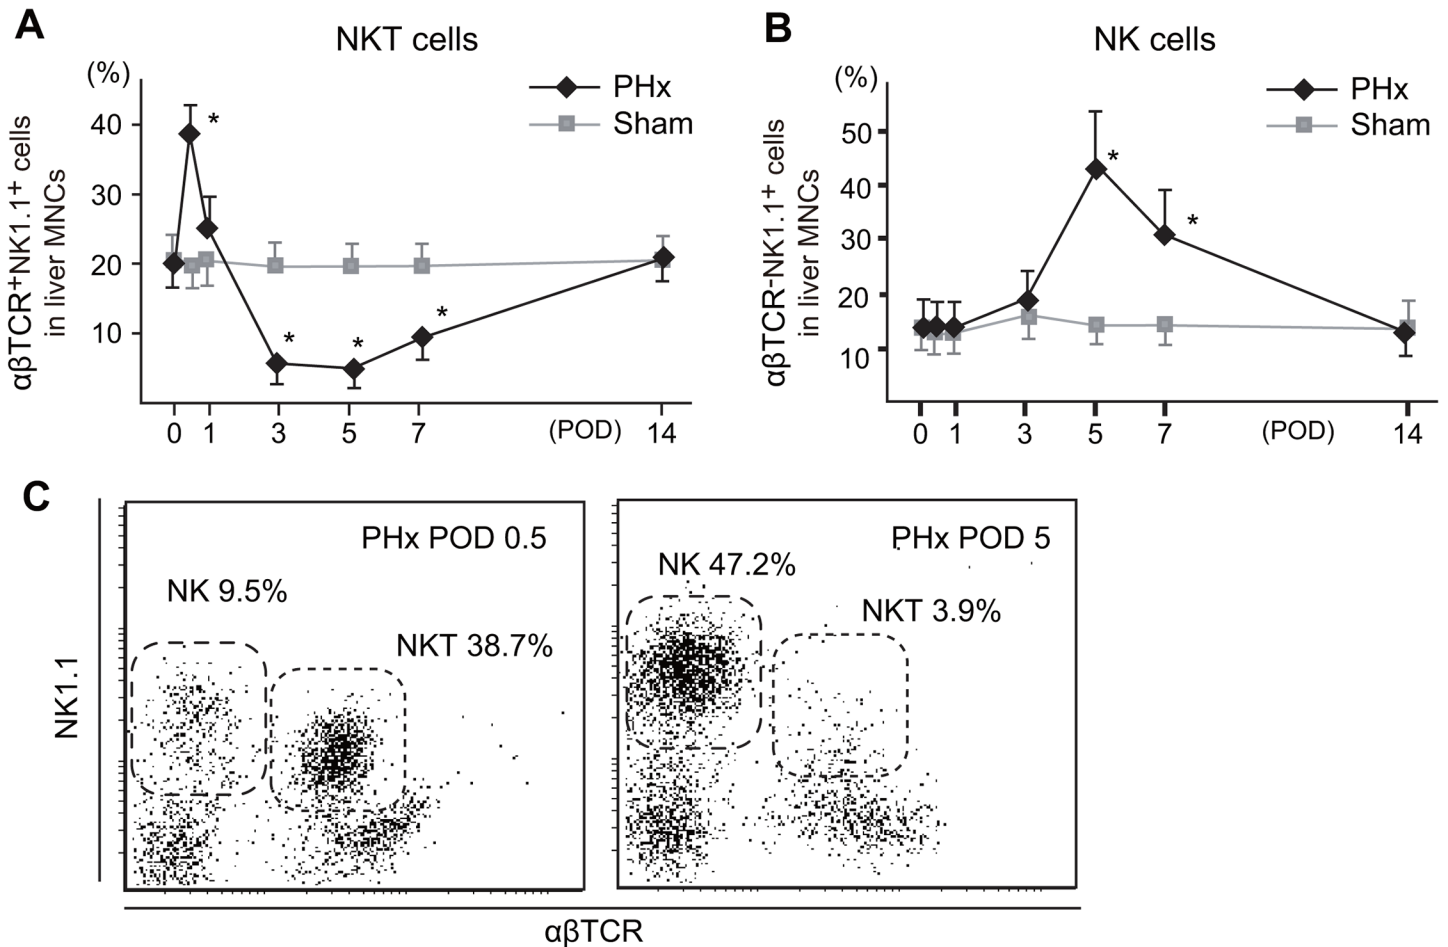 A
NKT cells
(%)
PHx
Sham
αβTCR+NK1.1+ cells
in liver MNCs
40
30
20
10
0 1 3 5 7 (POD) 14
*
*
*
*
B
NK cells
(%)
PHx
Sham
αβTCR-NK1.1+ cells
in liver MNCs
50
40
30
20
10
0 1 3 5 7 (POD) 14
*
*
C
NK1.1
PHx POD 0.5
NK 9.5%
NKT 38.7%
PHx POD 5
NK 47.2%
NKT 3.9%
αβTCR